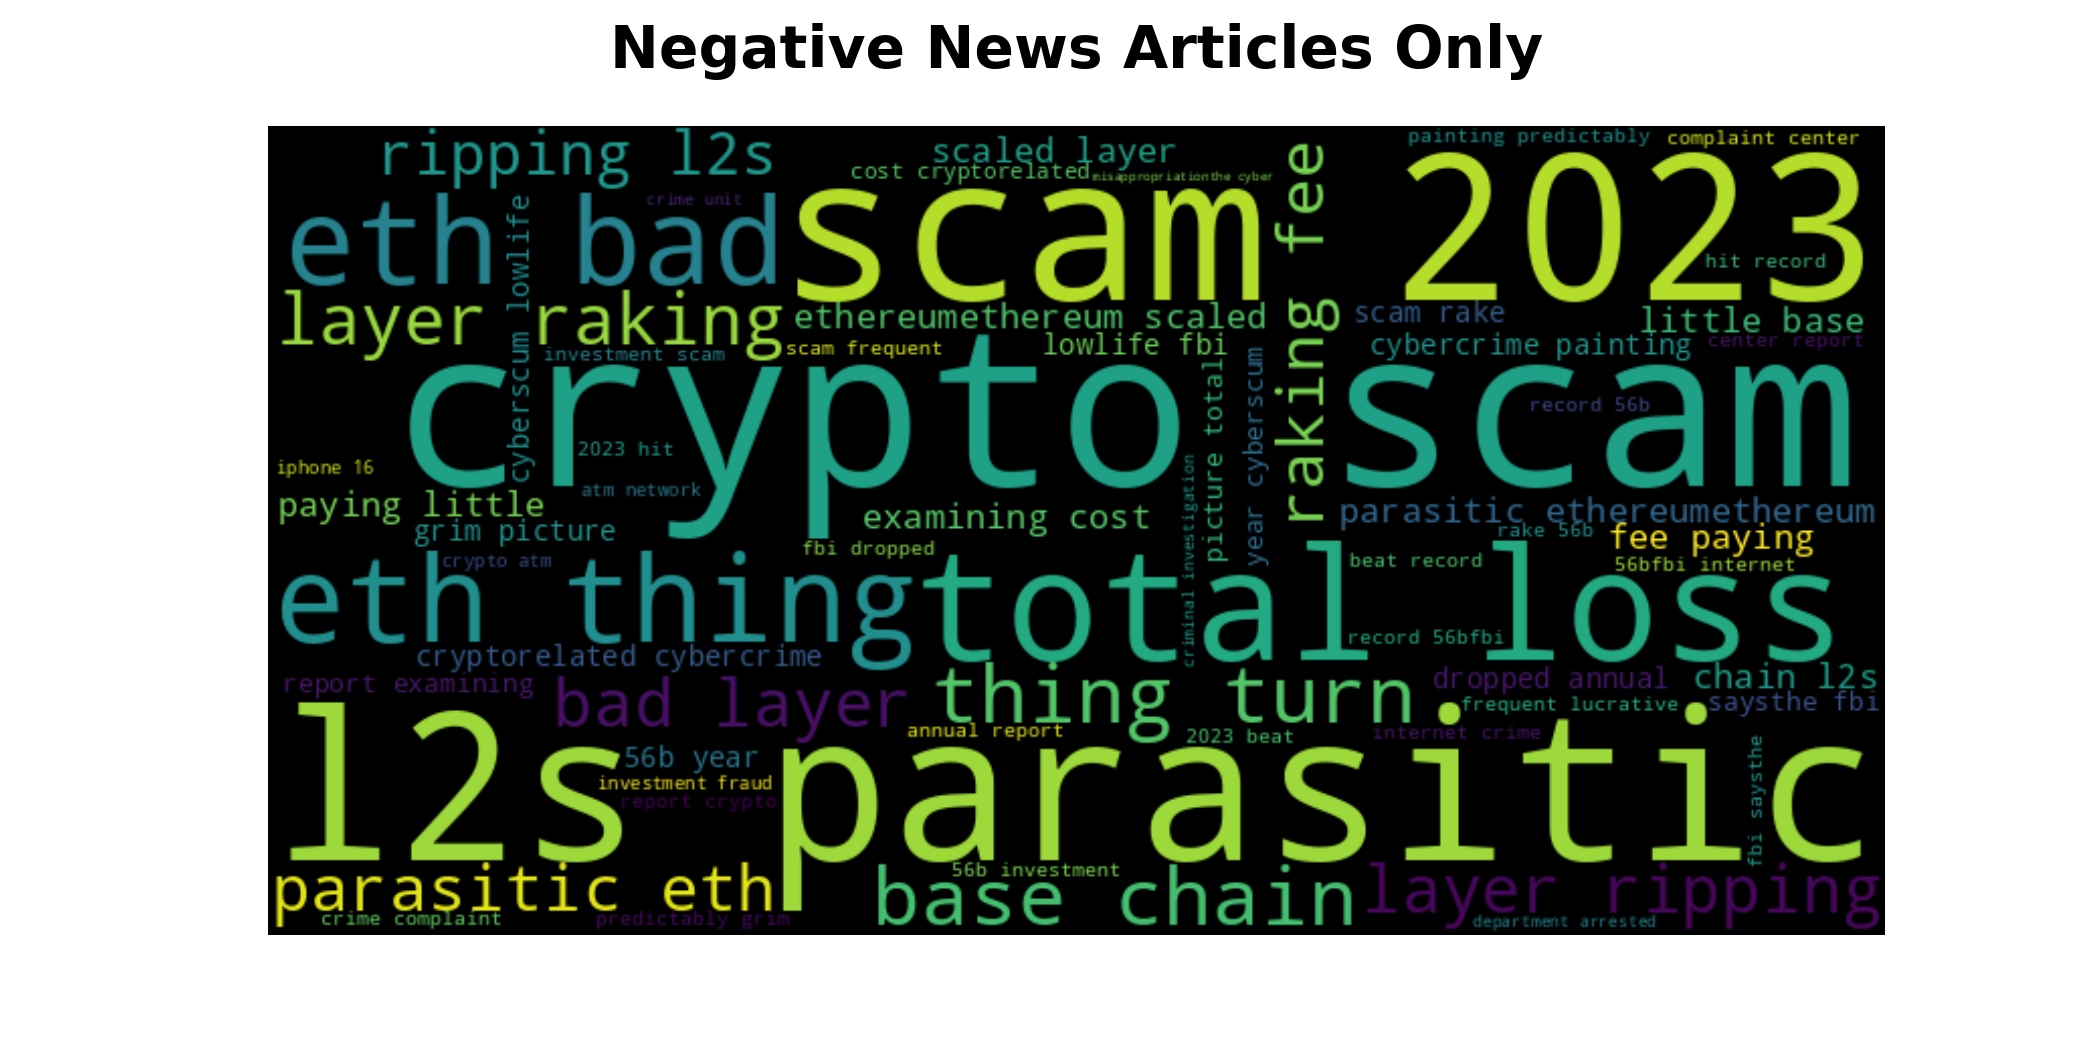 Negative News Articles Only
ripping l2s
scaled layer
painting predictably
complaint center
cost cryptorelated
misappropriationthe cyber
crime unit
eth bad
scam
2023
raking fee
cyberscum lowlife
hit record
layer raking
ethereumethereum scaled
scam rake
little base
investment scam
scam frequent
lowlife fbi
cybercrime painting
center report
crypto scam
record 56b
picture total
year cyberscum
2023 hit
iphone 16
atm network
paying little
grim picture
examining cost
criminal investigation
parasitic ethereumethereum
rake 56b
fee paying
crypto atm
fbi dropped
beat record
56bfbi internet
eth thing
total loss
record 56bfbi
cryptorelated cybercrime
report examining
bad layer
thing turn
dropped annual
chain l2s
frequent lucrative
saysthe fbi
annual report
2023 beat
internet crime
l2s parasitic
56b year
investment fraud
report crypto
fbi saysthe
parasitic eth
56b investment
base chain
layer ripping
crime complaint
predictably grim
department arrested